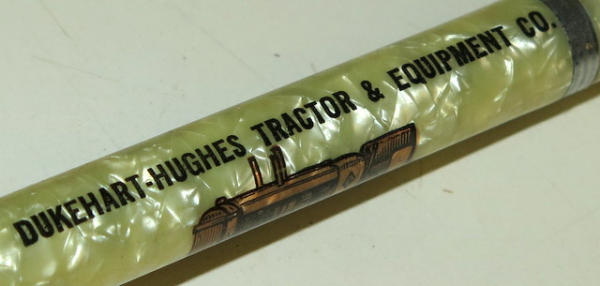 DUKEHART-HUGHES TRACTOR & EQUIPMENT CO.